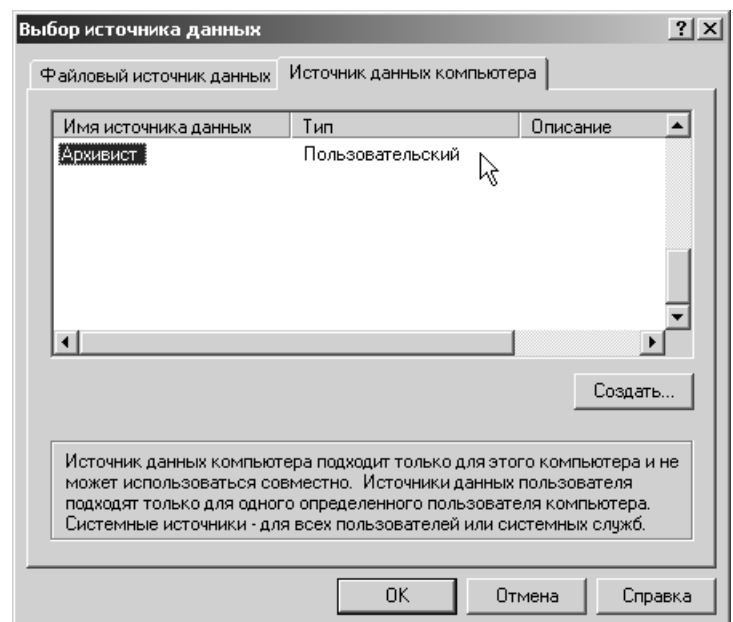 Выбор источника данных
Файловый источник данных Источник данных компьютера
Имя источника данных Тип Описание
Архивист Пользовательский
Создать...
Источник данных компьютера подходит только для этого компьютера и не
может использоваться совместно. Источники данных пользователя
подходят только для одного определенного пользователя компьютера.
Системные источники - для всех пользователей или системных служб.
OK Отмена Справка